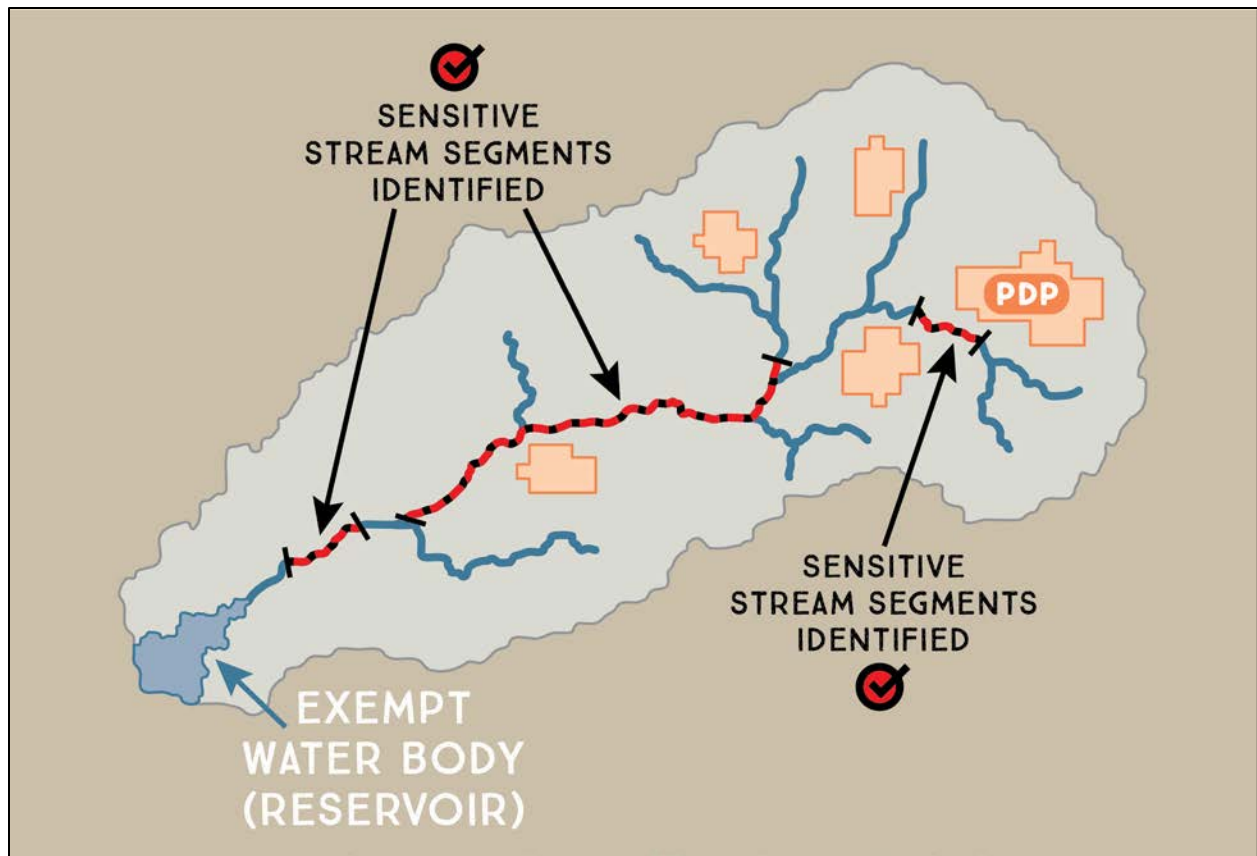 SENSITIVE
STREAM SEGMENTS
IDENTIFIED
PDP
SENSITIVE
STREAM SEGMENTS
IDENTIFIED
EXEMPT
WATER BODY
(RESERVOIR)